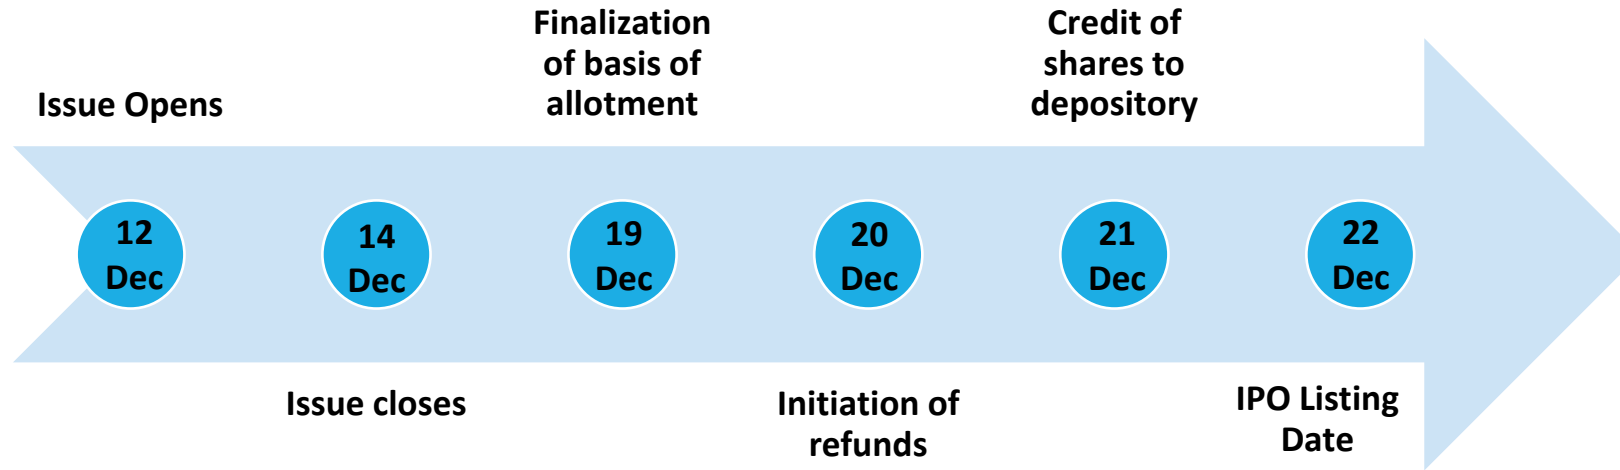 Issue Opens
Finalization
of basis of
allotment
Credit of
shares to
depository
12
Dec
14
Dec
19
Dec
20
Dec
21
Dec
22
Dec
Issue closes
Initiation of
refunds
IPO Listing
Date